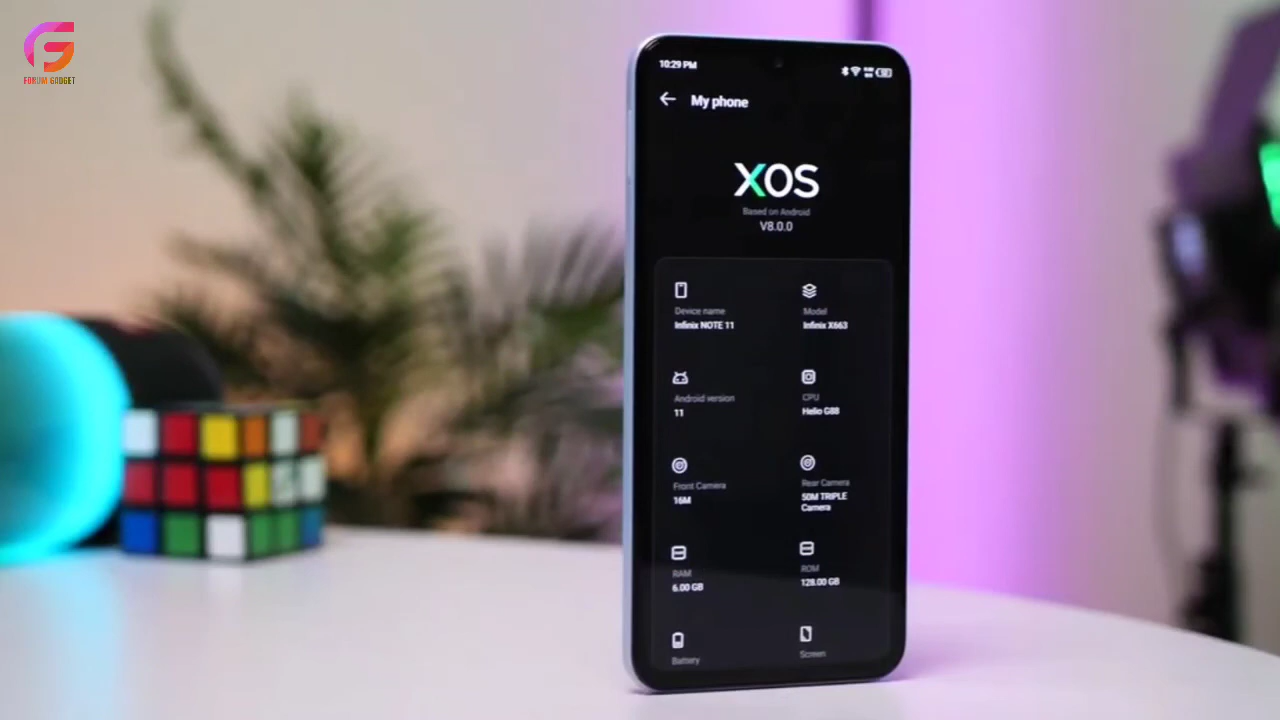 FORUM GADGET
10:29 PM
My phone
XOS
Based on Android
V8.0.0
Device name
Infinix NOTE 11
Model
Infinix X663
Android version
11
CPU
Helio G88
Front Camera
16M
Rear Camera
50M TRIPLE
Camera
RAM
6.00 GB
ROM
128.00 GB
Battery
Screen